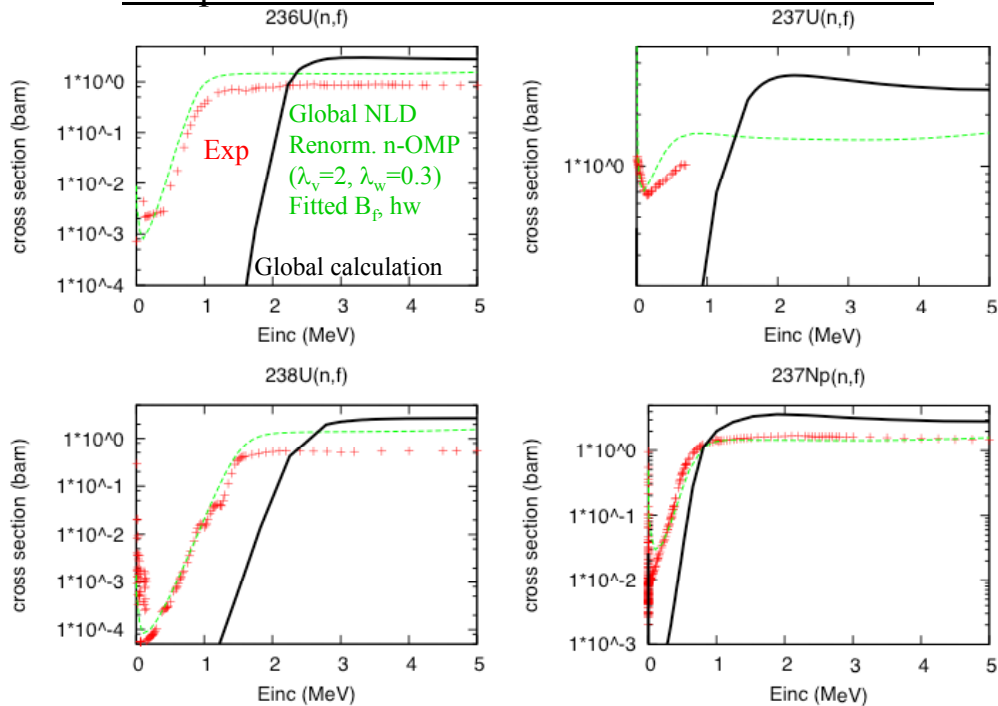 236U(n,f)
cross section (barn)
1*10^0
1*10^-1
1*10^-2
1*10^-3
1*10^-4
Exp
Global NLD
Renorm. n-OMP
(λv=2, λw=0.3)
Fitted Bf, hw
Global calculation
0 1 2 3 4 5
Einc (MeV)
237U(n,f)
cross section (barn)
1*10^0
0 1 2 3 4 5
Einc (MeV)
238U(n,f)
cross section (barn)
1*10^0
1*10^-1
1*10^-2
1*10^-3
1*10^-4
0 1 2 3 4 5
Einc (MeV)
237Np(n,f)
cross section (barn)
1*10^0
1*10^-1
1*10^-2
1*10^-3
0 1 2 3 4 5
Einc (MeV)